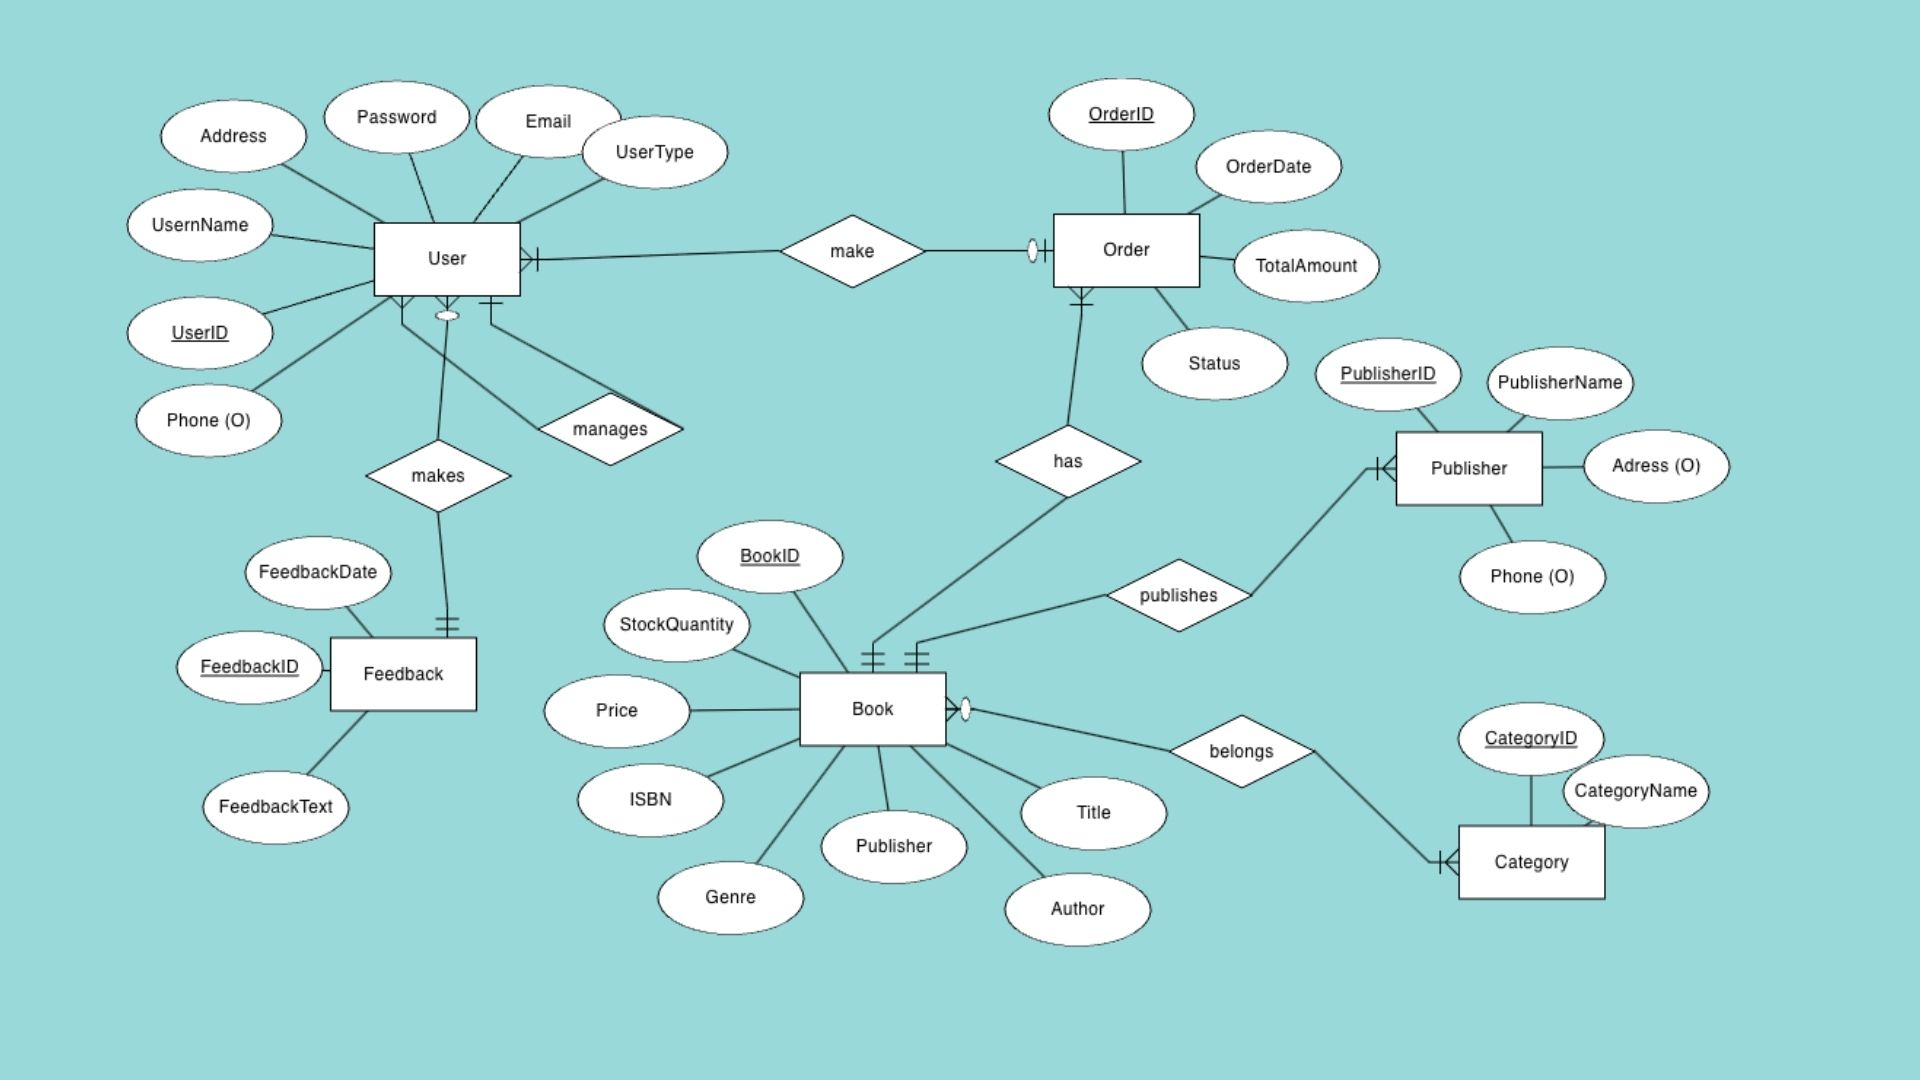 Address
Password
Email
UserType
UsernName
User
UserID
Phone (O)
make
OrderID
OrderDate
Order
TotalAmount
Status
manages
makes
has
PublisherID
PublisherName
Publisher
Adress (O)
Phone (O)
publishes
FeedbackDate
FeedbackID
Feedback
FeedbackText
BookID
StockQuantity
Price
Book
ISBN
Genre
Publisher
Title
Author
belongs
CategoryID
CategoryName
Category